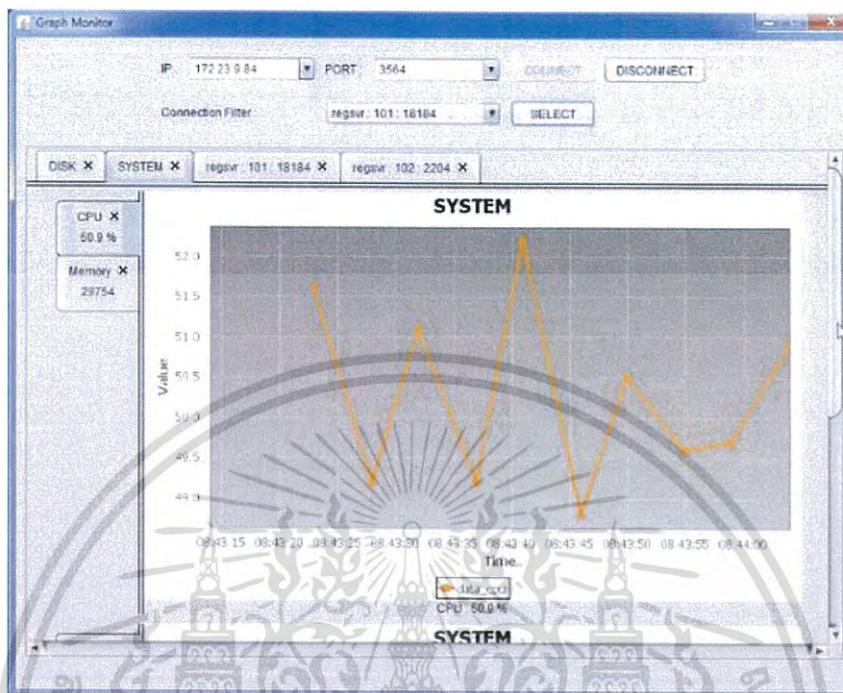 Graph Monitor
IP: 172.23.9.84 PORT: 3564 CONNECT DISCONNECT
Connection Filter: regsvr : 101 : 18184 SELECT
DISK × SYSTEM × regsvr : 101 : 18184 × regsvr : 102 : 2204 ×
CPU ×
50.9 %
Memory ×
29754
SYSTEM
Value
52.0
51.5
51.0
50.5
50.0
49.5
49.0
08:43:15 08:43:20 08:43:25 08:43:30 08:43:35 08:43:40 08:43:45 08:43:50 08:43:55 08:44:00
Time
data_cpu
CPU : 50.9 %
SYSTEM